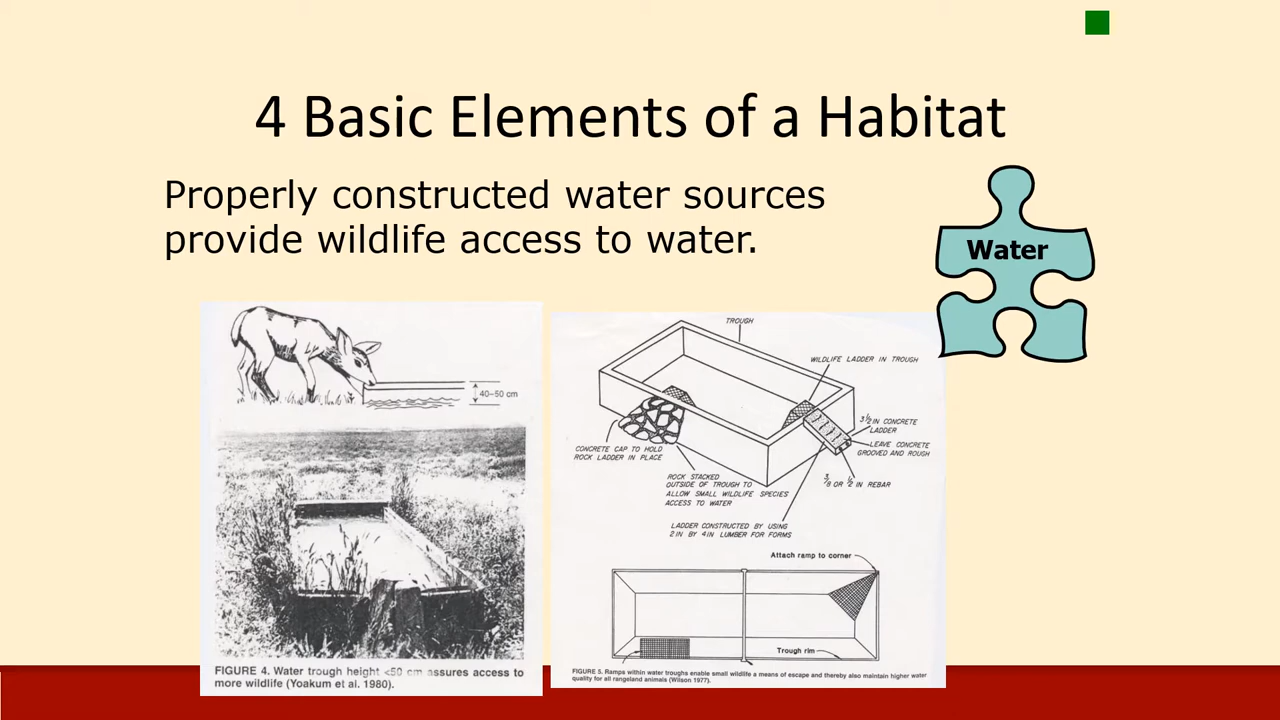 4 Basic Elements of a Habitat
Properly constructed water sources
provide wildlife access to water.
Water
40–50 cm
FIGURE 4. Water trough height <50 cm assures access to
more wildlife (Yoakum et al. 1980).
TROUGH
WILDLIFE LADDER IN TROUGH
3½ IN CONCRETE
LADDER
LEAVE CONCRETE
GROOVED AND ROUGH
CONCRETE CAP TO HOLD
ROCK LADDER IN PLACE
ROCK STACKED
OUTSIDE OF TROUGH TO
ALLOW SMALL WILDLIFE SPECIES
ACCESS TO WATER
⅜ OR ½ IN REBAR
LADDER CONSTRUCTED BY USING
2 IN BY 4 IN LUMBER FOR FORMS
Attach ramp to corner
Trough rim
FIGURE 5. Ramps within water troughs enable small wildlife a means of escape and thereby also maintain higher water
quality for all rangeland animals (Wilson 1977).